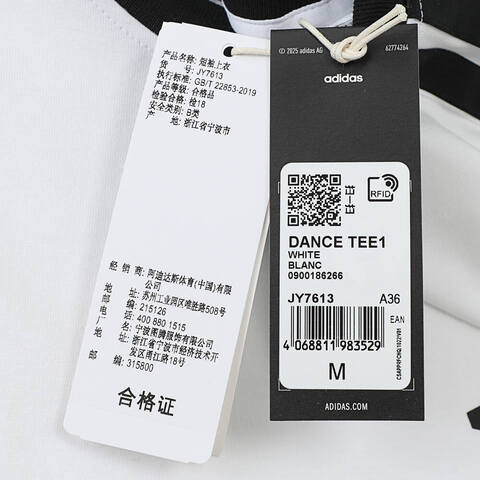 产品名称: 短袖上衣
货 号: JY7613
执行标准: GB/T 22853-2019
产品等级: 合格品
检验合格: 检18
安全类别: B类
产 地: 浙江省宁波市
经 销 商: 阿迪达斯体育(中国)有限
公司
地 址: 苏州工业园区唯胜路508号
邮 编: 215126
电 话: 400 880 1515
制 造 商: 宁波图腾服饰有限公司
地 址: 浙江省宁波市经济技术开
发区甬江路18号
邮 编: 315800
合格证
© 2025 adidas AG
62774264
adidas
RFID
DANCE TEE1
WHITE
BLANC
0900186266
JY7613 A36
EAN
4 068811 983529
M
ADIDAS.COM